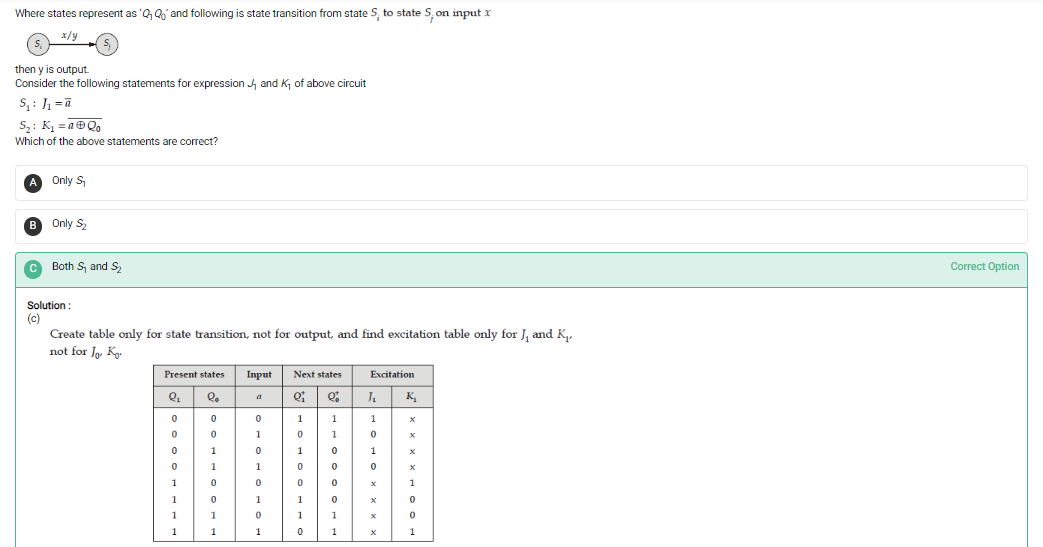 Where states represent as 'Q₁ Q₀' and following is state transition from state Sᵢ to state Sⱼ on input x
x/y
Sᵢ Sⱼ
then y is output.
Consider the following statements for expression J₁ and K₁ of above circuit
S₁ : J₁ = a̅
S₂ : K₁ = \overline{a ⊕ Q₀}
Which of the above statements are correct?
A Only S₁
B Only S₂
C Both S₁ and S₂ Correct Option
Solution :
(c)
Create table only for state transition, not for output, and find excitation table only for J₁ and K₁,
not for J₀, K₀.
Present states Input Next states Excitation
Q₁ Q₀ a Q₁⁺ Q₀⁺ J₁ K₁
0 0 0 1 1 1 x
0 0 1 0 1 0 x
0 1 0 1 0 1 x
0 1 1 0 0 0 x
1 0 0 0 0 x 1
1 0 1 1 0 x 0
1 1 0 1 1 x 0
1 1 1 0 1 x 1